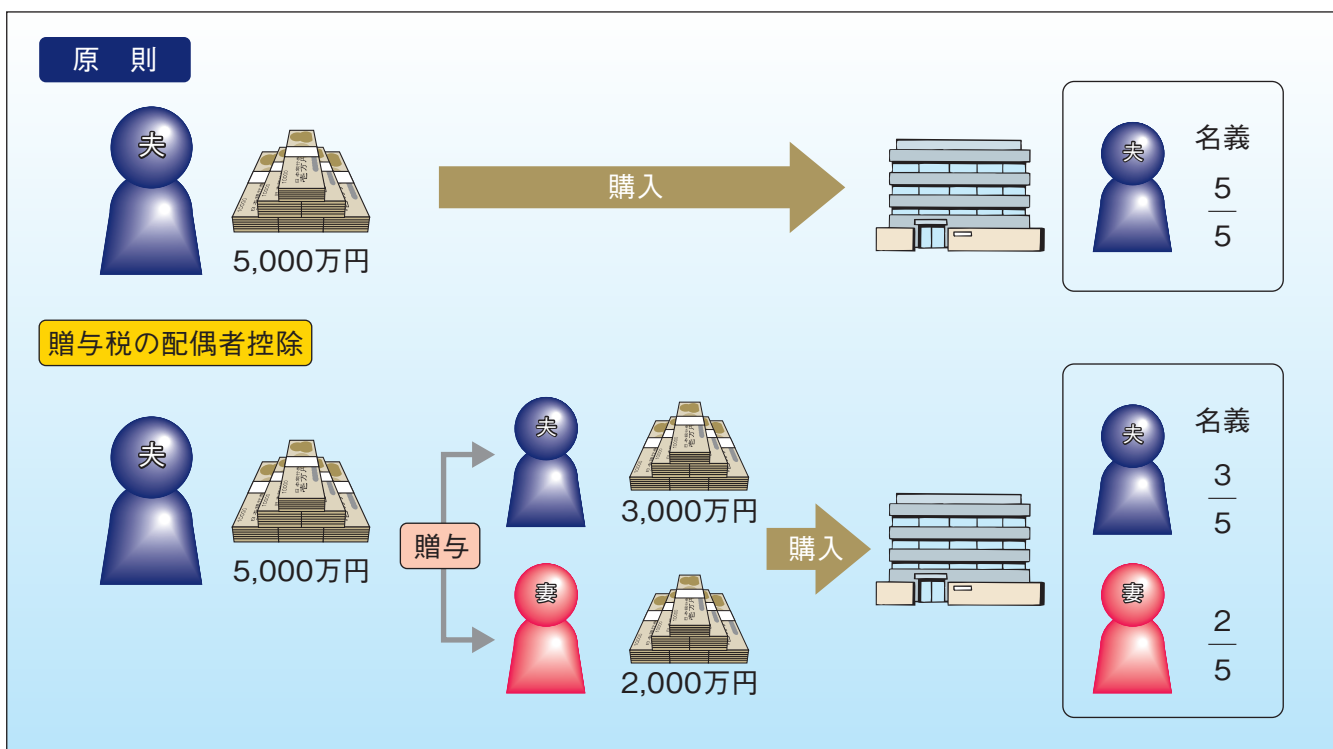 原 則
夫
5,000万円
購入
夫
名義
5
5
贈与税の配偶者控除
夫
5,000万円
贈与
夫
3,000万円
妻
2,000万円
購入
名義
夫
3
5
妻
2
5